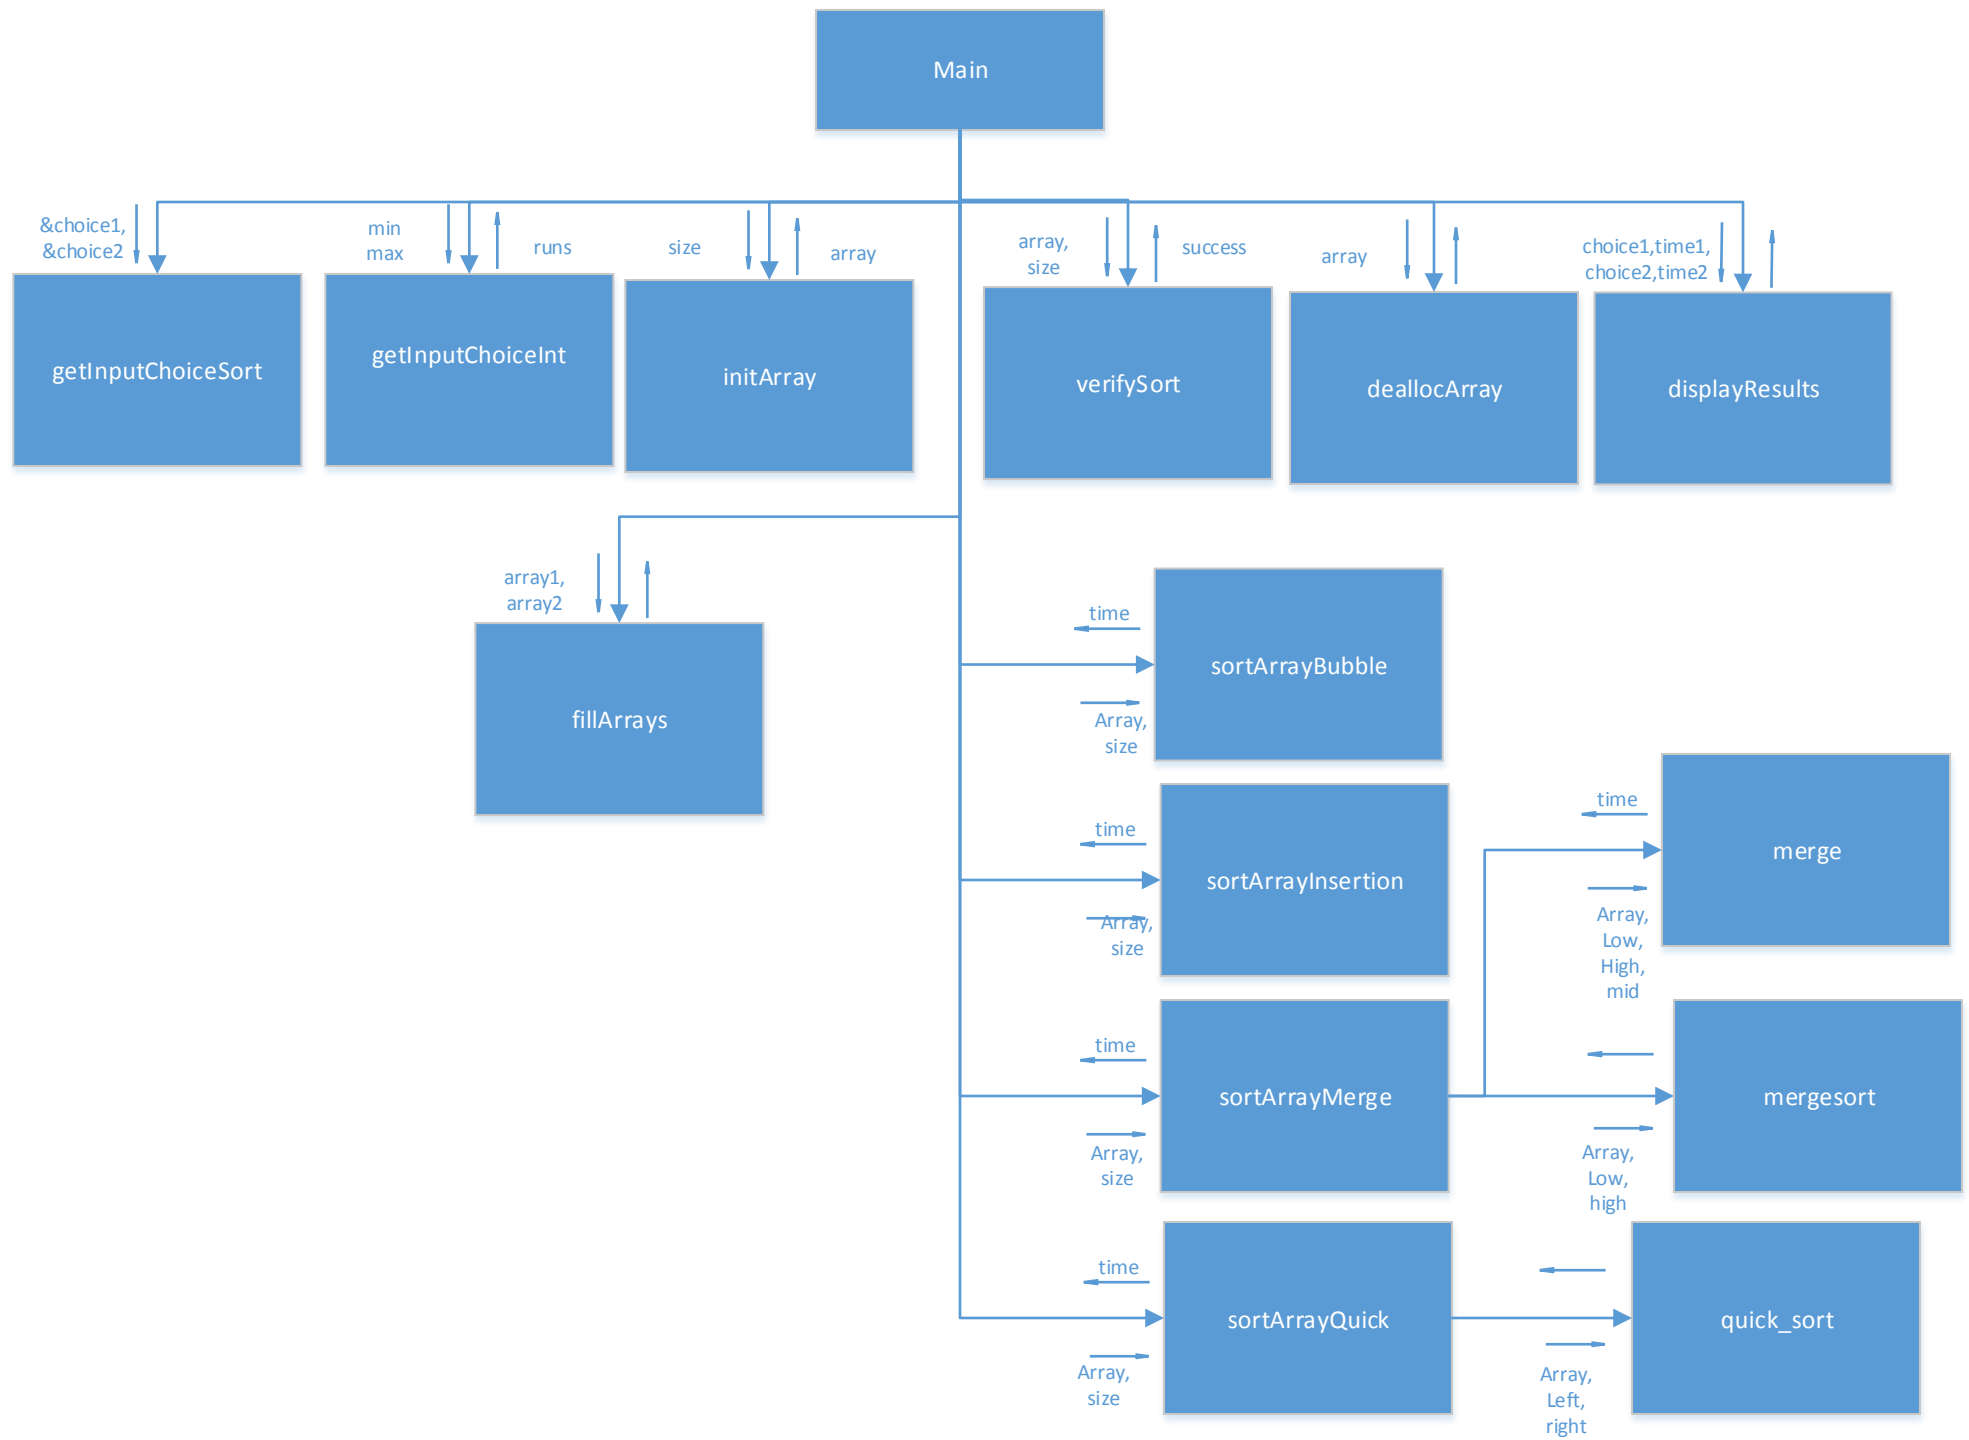 Main
&choice1,
&choice2
min
max
runs
size
array
array,
size
success
array
choice1,time1,
choice2,time2
getInputChoiceSort
getInputChoiceInt
initArray
verifySort
deallocArray
displayResults
array1,
array2
fillArrays
time
sortArrayBubble
Array,
size
time
sortArrayInsertion
Array,
size
time
merge
Array,
Low,
High,
mid
time
sortArrayMerge
Array,
size
mergesort
Array,
Low,
high
time
sortArrayQuick
Array,
size
quick_sort
Array,
Left,
right